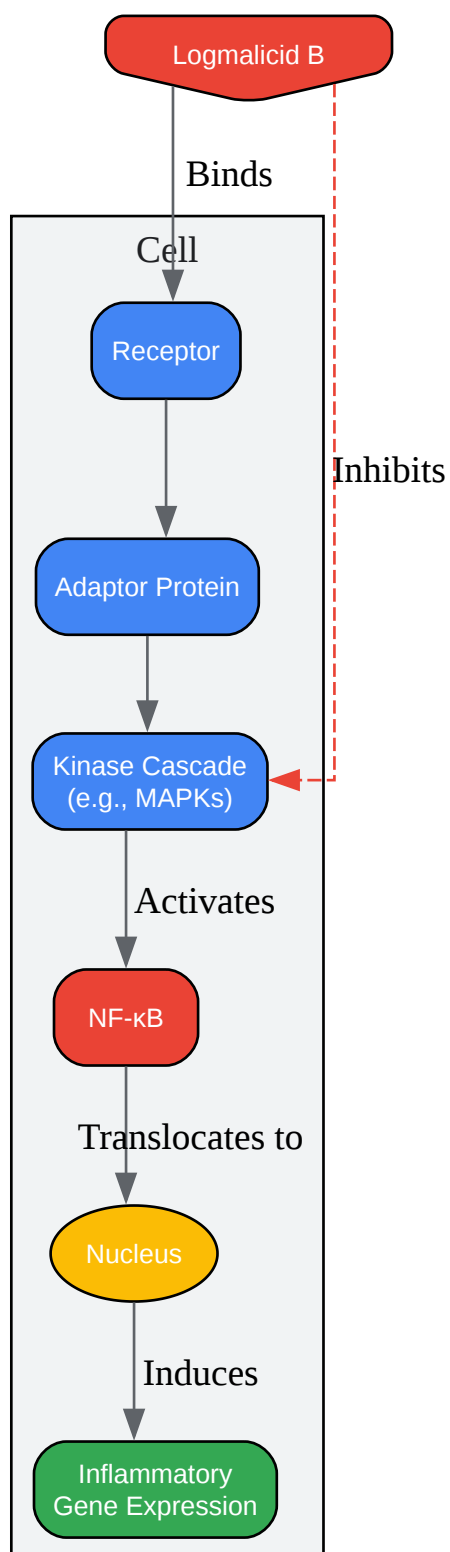 Logmalicid B
Binds
Cell
Receptor
Inhibits
Adaptor Protein
Kinase Cascade
(e.g., MAPKs)
Activates
NF-κB
Translocates to
Nucleus
Induces
Inflammatory
Gene Expression